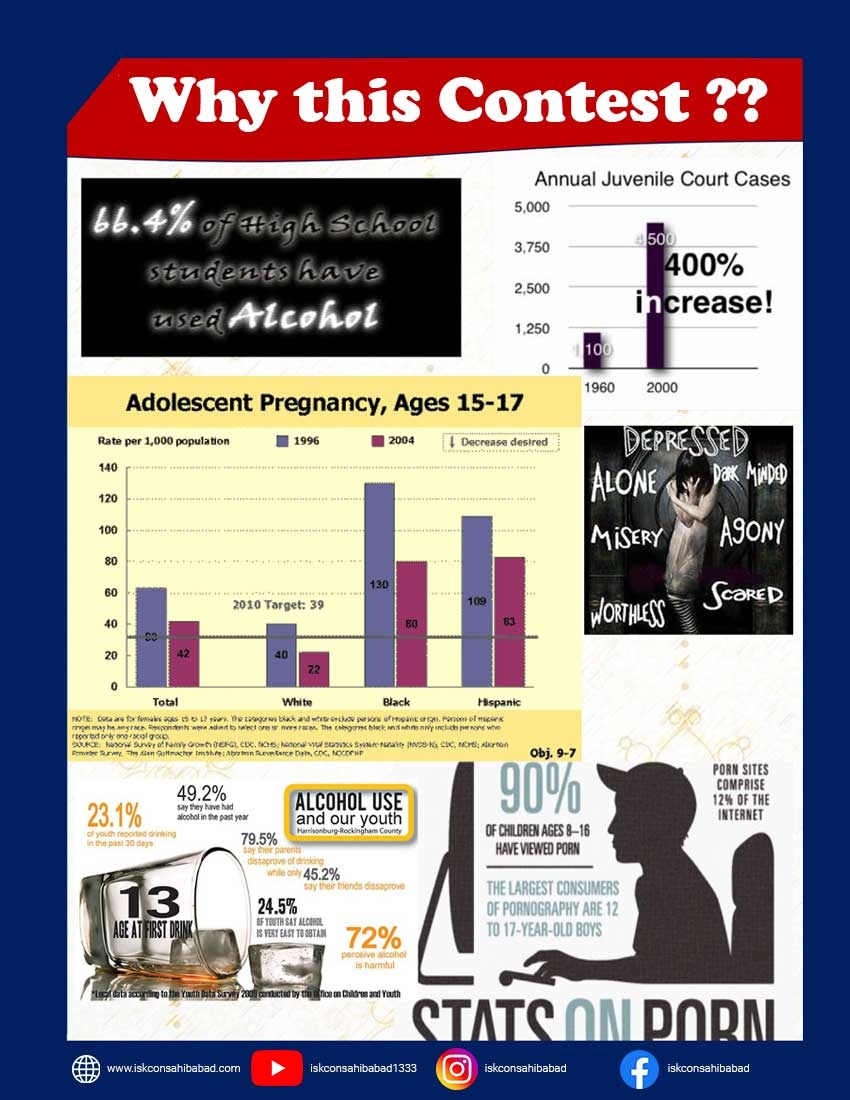 Why this Contest ??
66.4% of High School
students have
used Alcohol
Annual Juvenile Court Cases
5,000
3,750
2,500
1,250
0
4,500
1,100
400%
increase!
1960
2000
Adolescent Pregnancy, Ages 15-17
Rate per 1,000 population
1996
2004
Decrease desired
140
120
100
80
60
40
20
0
2010 Target: 39
42
40
22
130
80
109
83
Total
White
Black
Hispanic
NOTE: Data are for females ages 15 to 17 years. The categories black and white exclude persons of Hispanic origin. Persons of Hispanic
origin may be any race. Respondents were asked to select one or more races. The categories black and white only include persons who
reported only one racial group.
SOURCE: National Survey of Family Growth (NSFG), CDC, NCHS; National Vital Statistics System-Natality (NVSS-N), CDC, NCHS; Abortion
Provider Survey, The Alan Guttmacher Institute; Abortion Surveillance Data, CDC, NCCDPHP
Obj. 9-7
DEPRESSED
ALONE
DARK MINDED
MISERY
AGONY
SCARED
WORTHLESS
23.1%
of youth reported drinking
in the past 30 days
49.2%
say they have had
alcohol in the past year
ALCOHOL USE
and our youth
Harrisonburg-Rockingham County
79.5%
say their parents
disapprove of drinking
while only 45.2%
say their friends disapprove
13
AGE AT FIRST DRINK
24.5%
OF YOUTH SAY ALCOHOL
IS VERY EASY TO OBTAIN
72%
perceive alcohol
is harmful
*Local data according to the Youth Data Survey conducted by the Office on Children and Youth
90%
OF CHILDREN AGES 8–16
HAVE VIEWED PORN
THE LARGEST CONSUMERS
OF PORNOGRAPHY ARE 12
TO 17-YEAR-OLD BOYS
PORN SITES
COMPRISE
12% OF THE
INTERNET
STATS ON PORN
www.iskconsahibabad.com
iskconsahibabad1333
iskconsahibabad
iskconsahibabad